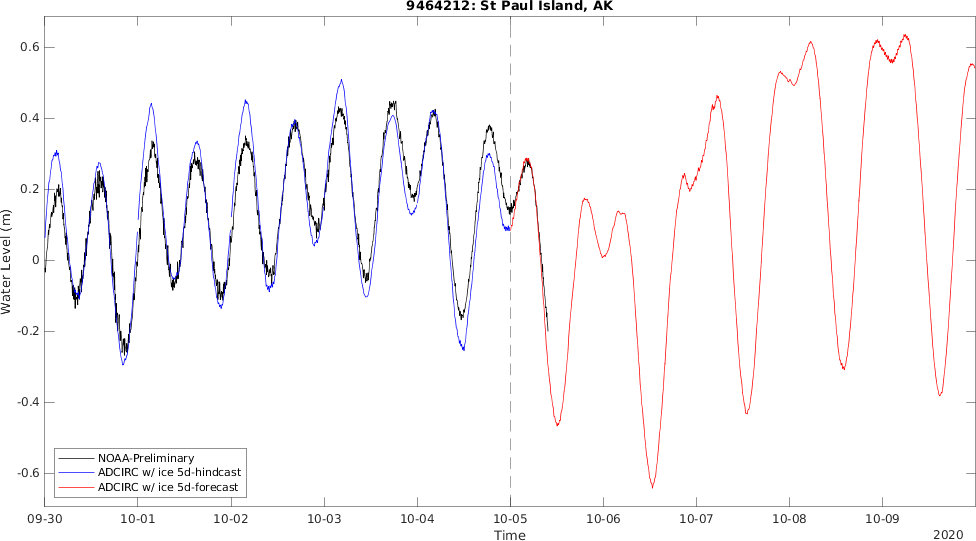 9464212: St Paul Island, AK
0.6
0.4
0.2
0
-0.2
-0.4
-0.6
Water Level (m)
NOAA-Preliminary
ADCIRC w/ ice 5d-hindcast
ADCIRC w/ ice 5d-forecast
09-30 10-01 10-02 10-03 10-04 10-05 10-06 10-07 10-08 10-09
Time
2020